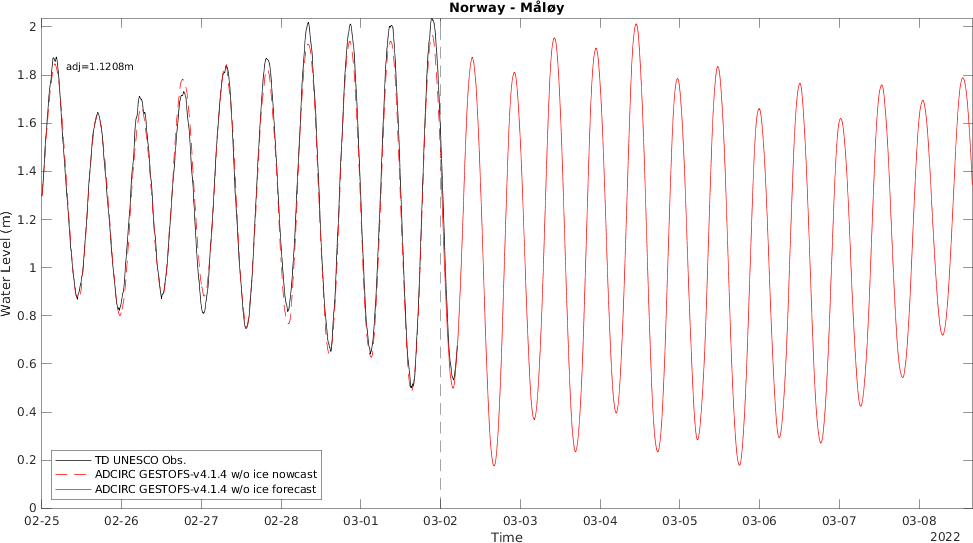 Norway - Måløy
2
1.8
1.6
1.4
1.2
1
0.8
0.6
0.4
0.2
0
Water Level (m)
adj=1.1208m
TD UNESCO Obs.
ADCIRC GESTOFS-v4.1.4 w/o ice nowcast
ADCIRC GESTOFS-v4.1.4 w/o ice forecast
02-25 02-26 02-27 02-28 03-01 03-02 03-03 03-04 03-05 03-06 03-07 03-08
Time
2022